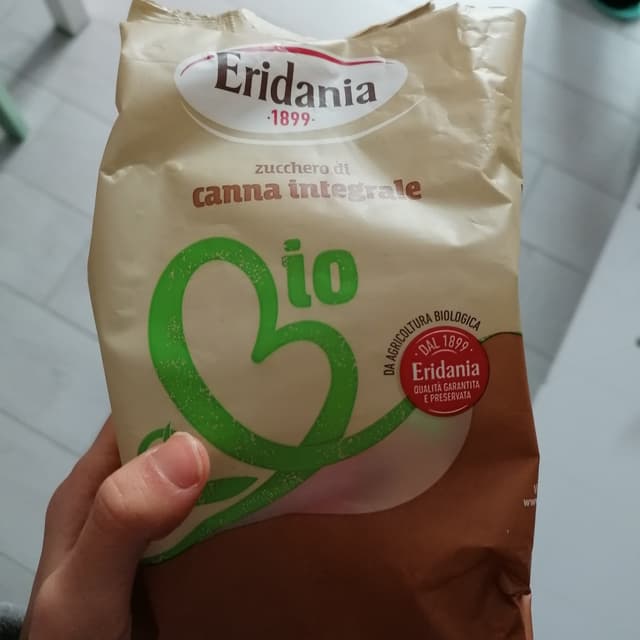 Eridania
·1899·
zucchero di
canna integrale
Bio
DA AGRICOLTURA BIOLOGICA
DAL 1899
Eridania
QUALITÀ GARANTITA
E PRESERVATA